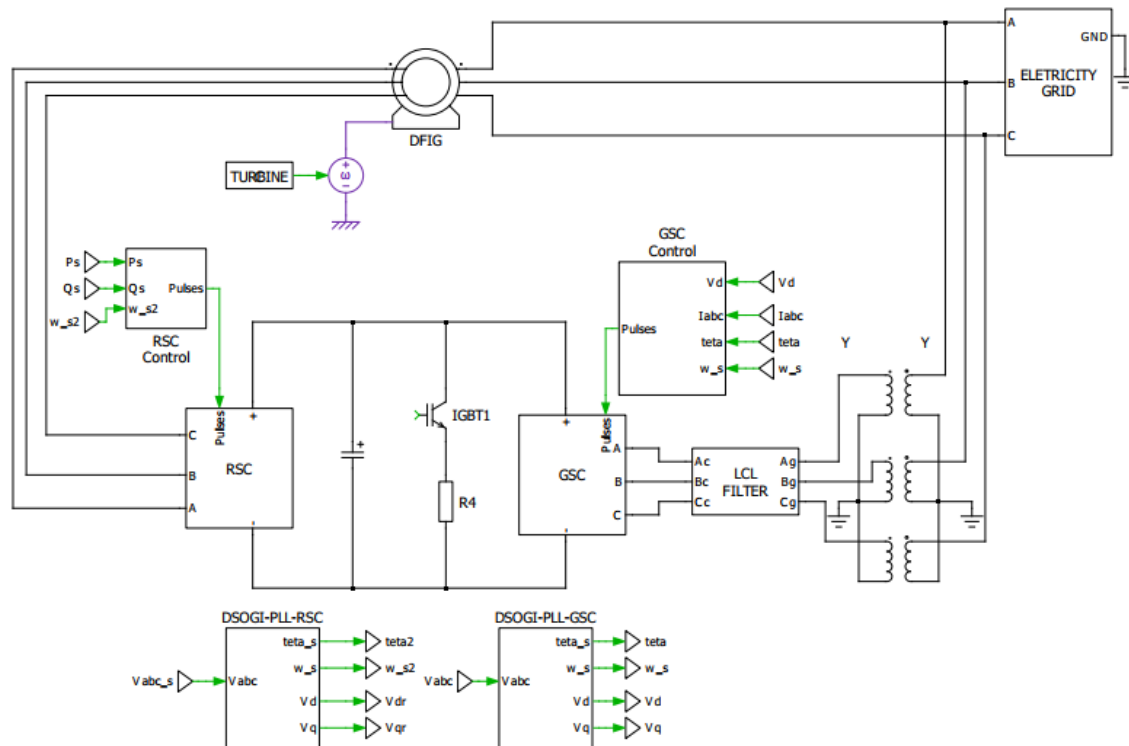 A
GND
ELETRICITY
GRID
B
C
DFIG
+
ω
-
TURBINE
GSC
Control
Vd
Vd
Iabc
Iabc
teta
teta
w_s
w_s
Pulses
Ps
Ps
Qs
Qs
Pulses
w_s2
w_s2
RSC
Control
Y
Y
Pulses
+
C
B
A
RSC
-
+
IGBT1
R4
Pulses
+
A
B
C
GSC
-
Ac
Bc
Cc
LCL
FILTER
Ag
Bg
Cg
DSOGI-PLL-RSC
Vabc_s
Vabc
teta_s
teta2
w_s
w_s2
Vd
Vdr
Vq
Vqr
DSOGI-PLL-GSC
Vabc
Vabc
teta_s
teta
w_s
w_s
Vd
Vd
Vq
Vq